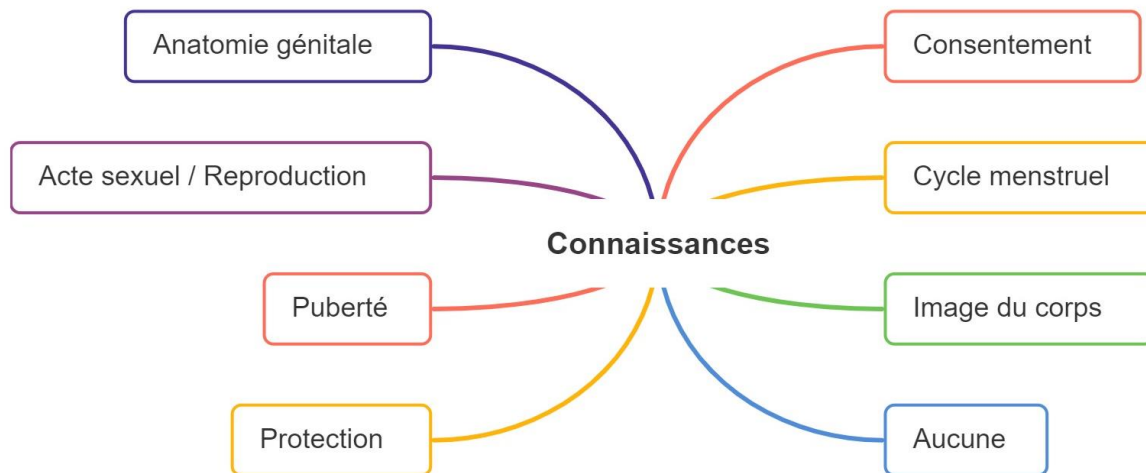 Anatomie génitale
Consentement
Acte sexuel / Reproduction
Cycle menstruel
Connaissances
Puberté
Image du corps
Protection
Aucune